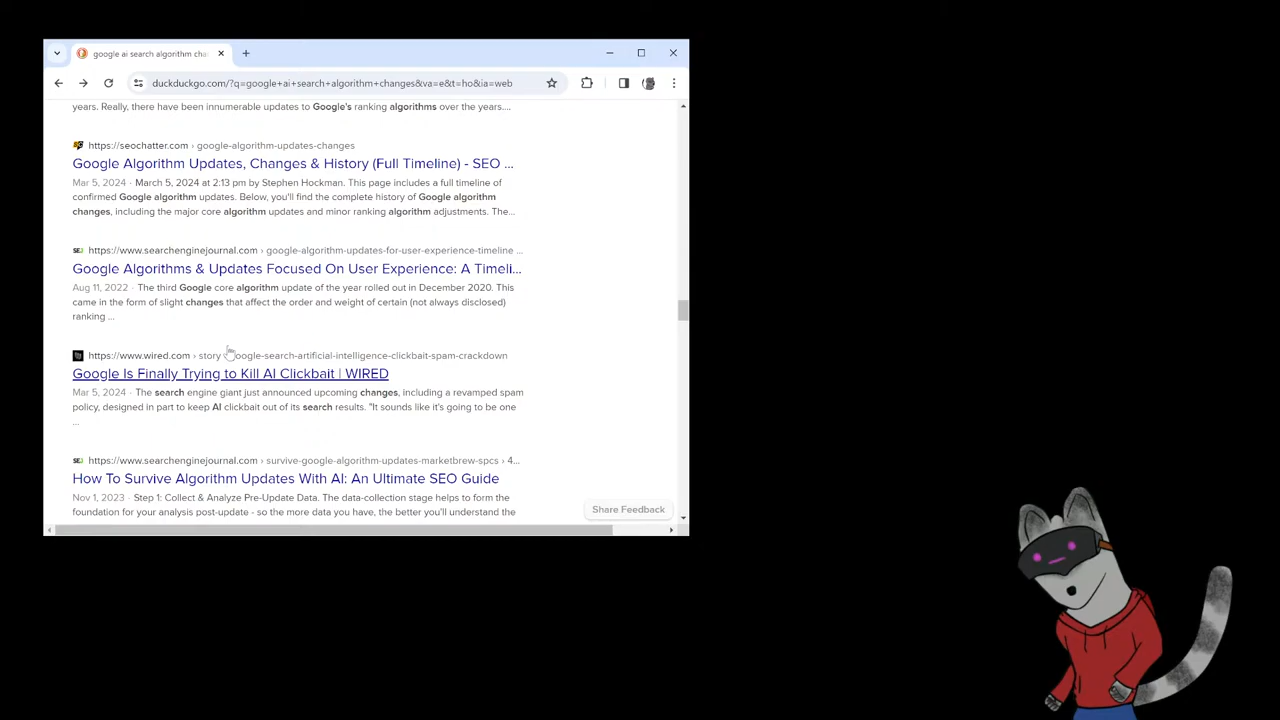 google ai search algorithm cha
duckduckgo.com/?q=google+ai+search+algorithm+changes&va=e&t=ho&ia=web
years. Really, there have been innumerable updates to Google's ranking algorithms over the years....
https://seochatter.com › google-algorithm-updates-changes
Google Algorithm Updates, Changes & History (Full Timeline) - SEO ...
Mar 5, 2024 · March 5, 2024 at 2:13 pm by Stephen Hockman. This page includes a full timeline of
confirmed Google algorithm updates. Below, you'll find the complete history of Google algorithm
changes, including the major core algorithm updates and minor ranking algorithm adjustments. The...
SEJ https://www.searchenginejournal.com › google-algorithm-updates-for-user-experience-timeline ...
Google Algorithms & Updates Focused On User Experience: A Timeli...
Aug 11, 2022 · The third Google core algorithm update of the year rolled out in December 2020. This
came in the form of slight changes that affect the order and weight of certain (not always disclosed)
ranking ...
https://www.wired.com › story oogle-search-artificial-intelligence-clickbait-spam-crackdown
Google Is Finally Trying to Kill AI Clickbait | WIRED
Mar 5, 2024 · The search engine giant just announced upcoming changes, including a revamped spam
policy, designed in part to keep AI clickbait out of its search results. "It sounds like it's going to be one
...
SEJ https://www.searchenginejournal.com › survive-google-algorithm-updates-marketbrew-spcs › 4...
How To Survive Algorithm Updates With AI: An Ultimate SEO Guide
Nov 1, 2023 · Step 1: Collect & Analyze Pre-Update Data. The data-collection stage helps to form the
foundation for your analysis post-update - so the more data you have, the better you'll understand the
Share Feedback